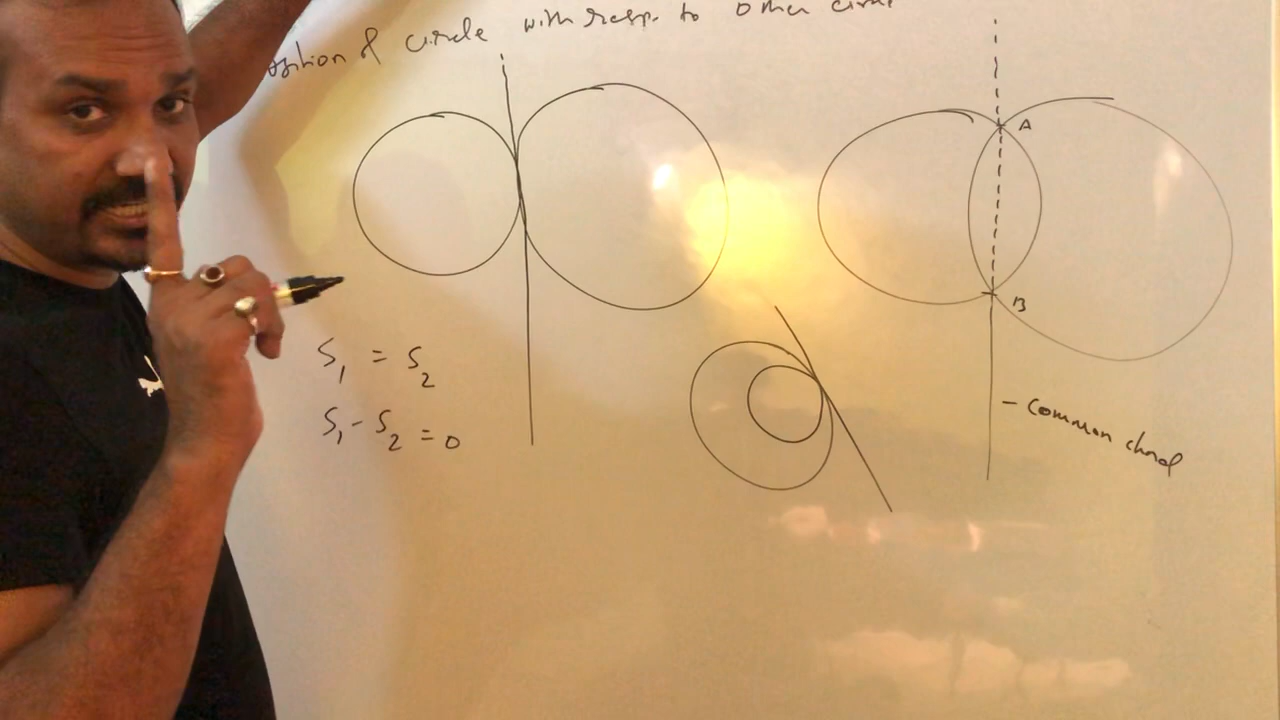 osition of circle with resp. to other circle
A
B
S₁ = S₂
S₁ - S₂ = 0
- Common chord